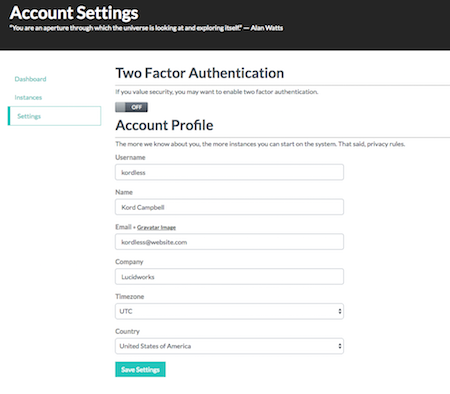 Account Settings
"You are an aperture through which the universe is looking at and exploring itself." — Alan Watts
Dashboard
Instances
Settings
Two Factor Authentication
If you value security, you may want to enable two factor authentication.
OFF
Account Profile
The more we know about you, the more instances you can start on the system. That said, privacy rules.
Username
kordless
Name
Kord Campbell
Email • Gravatar Image
kordless@website.com
Company
Lucidworks
Timezone
UTC
Country
United States of America
Save Settings